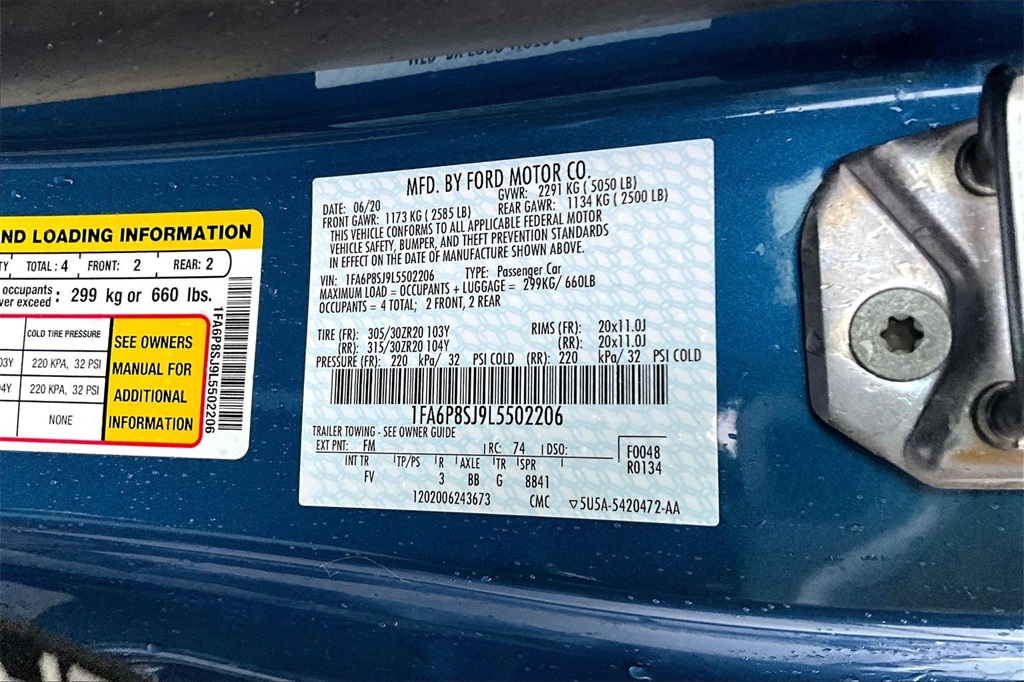 MFD. BY FORD MOTOR CO.
DATE: 06/20 GVWR: 2291 KG ( 5050 LB)
FRONT GAWR: 1173 KG ( 2585 LB) REAR GAWR: 1134 KG ( 2500 LB)
THIS VEHICLE CONFORMS TO ALL APPLICABLE FEDERAL MOTOR
VEHICLE SAFETY, BUMPER, AND THEFT PREVENTION STANDARDS
IN EFFECT ON THE DATE OF MANUFACTURE SHOWN ABOVE.
VIN: 1FA6P8SJ9L5502206 TYPE: Passenger Car
MAXIMUM LOAD = OCCUPANTS + LUGGAGE = 299KG/ 660LB
OCCUPANTS = 4 TOTAL; 2 FRONT, 2 REAR
TIRE (FR): 305/30ZR20 103Y RIMS (FR): 20x11.0J
(RR): 315/30ZR20 104Y (RR): 20x11.0J
PRESSURE (FR): 220 kPa/ 32 PSI COLD (RR): 220 kPa/ 32 PSI COLD
1FA6P8SJ9L5502206
TRAILER TOWING - SEE OWNER GUIDE
EXT PNT: FM RC: 74 DSO: F0048
R0134
INT TR TP/PS R AXLE TR SPR
FV 3 BB G 8841
1202006243673 CMC ▽5U5A-5420472-AA
ND LOADING INFORMATION
TY TOTAL : 4 FRONT: 2 REAR: 2
occupants
ver exceed : 299 kg or 660 lbs.
COLD TIRE PRESSURE
03Y 220 KPA, 32 PSI
04Y 220 KPA, 32 PSI
NONE
SEE OWNERS
MANUAL FOR
ADDITIONAL
INFORMATION
1FA6P8SJ9L5502206